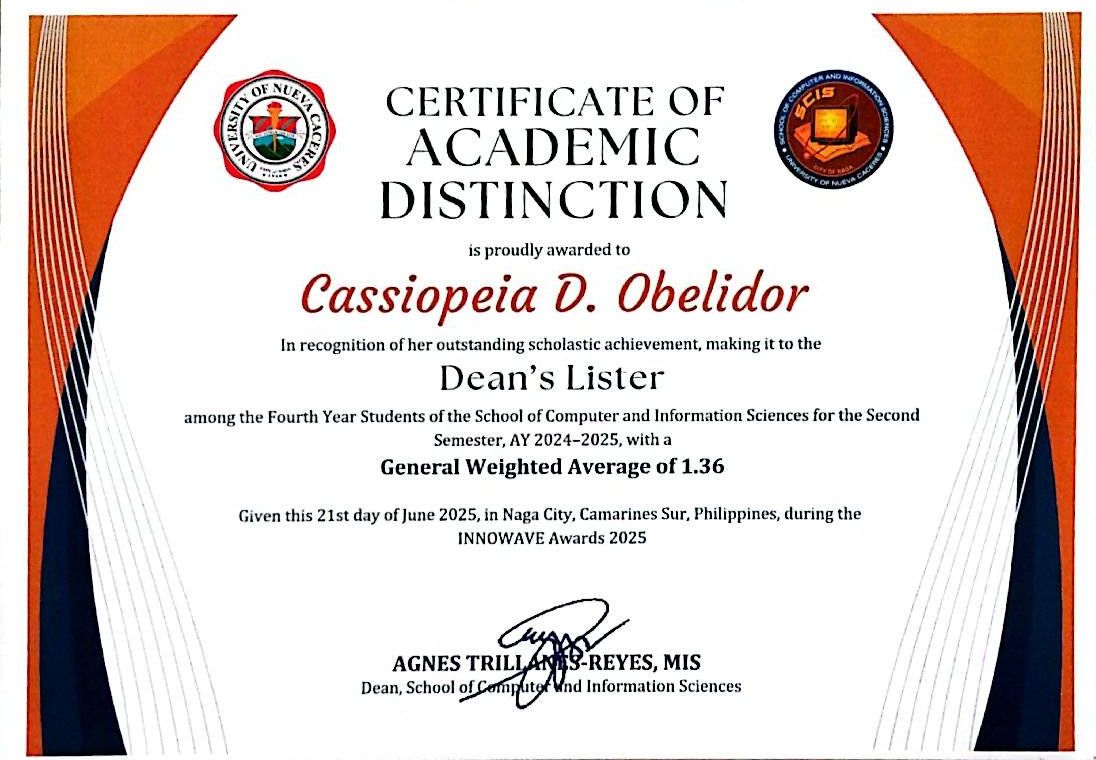 UNIVERSITY OF NUEVA CACERES
SCHOOL OF COMPUTER AND INFORMATION SCIENCES
SCIS
CITY OF NAGA
UNIVERSITY OF NUEVA CACERES
CERTIFICATE OF
ACADEMIC
DISTINCTION
is proudly awarded to
Cassiopeia D. Obelidor
In recognition of her outstanding scholastic achievement, making it to the
Dean's Lister
among the Fourth Year Students of the School of Computer and Information Sciences for the Second
Semester, AY 2024–2025, with a
General Weighted Average of 1.36
Given this 21st day of June 2025, in Naga City, Camarines Sur, Philippines, during the
INNOWAVE Awards 2025
AGNES TRILLANES-REYES, MIS
Dean, School of Computer and Information Sciences